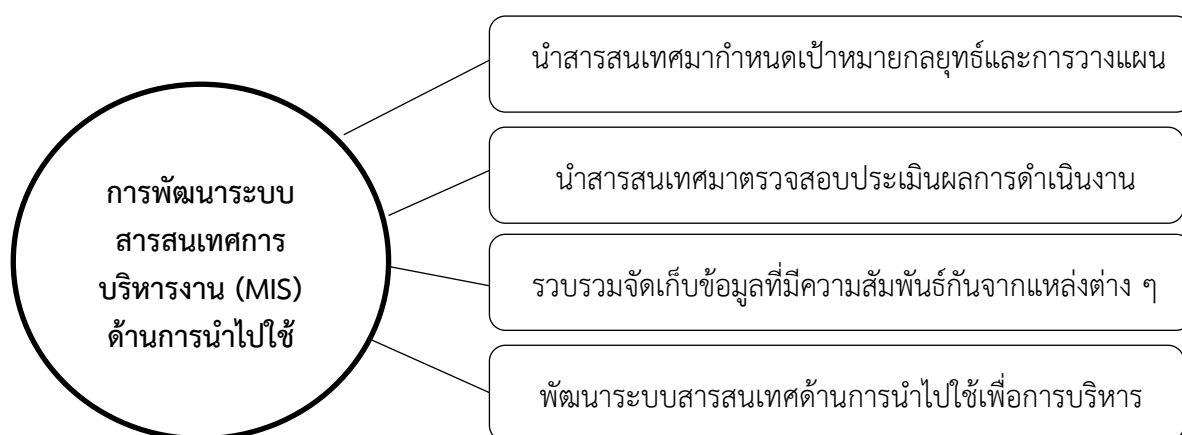 นำสารสนเทศมากำหนดเป้าหมายกลยุทธ์และการวางแผน
นำสารสนเทศมาตรวจสอบประเมินผลการดำเนินงาน
การพัฒนาระบบ
สารสนเทศการ
บริหารงาน (MIS)
ด้านการนำไปใช้
รวบรวมจัดเก็บข้อมูลที่มีความสัมพันธ์กันจากแหล่งต่าง ๆ
พัฒนาระบบสารสนเทศด้านการนำไปใช้เพื่อการบริหาร